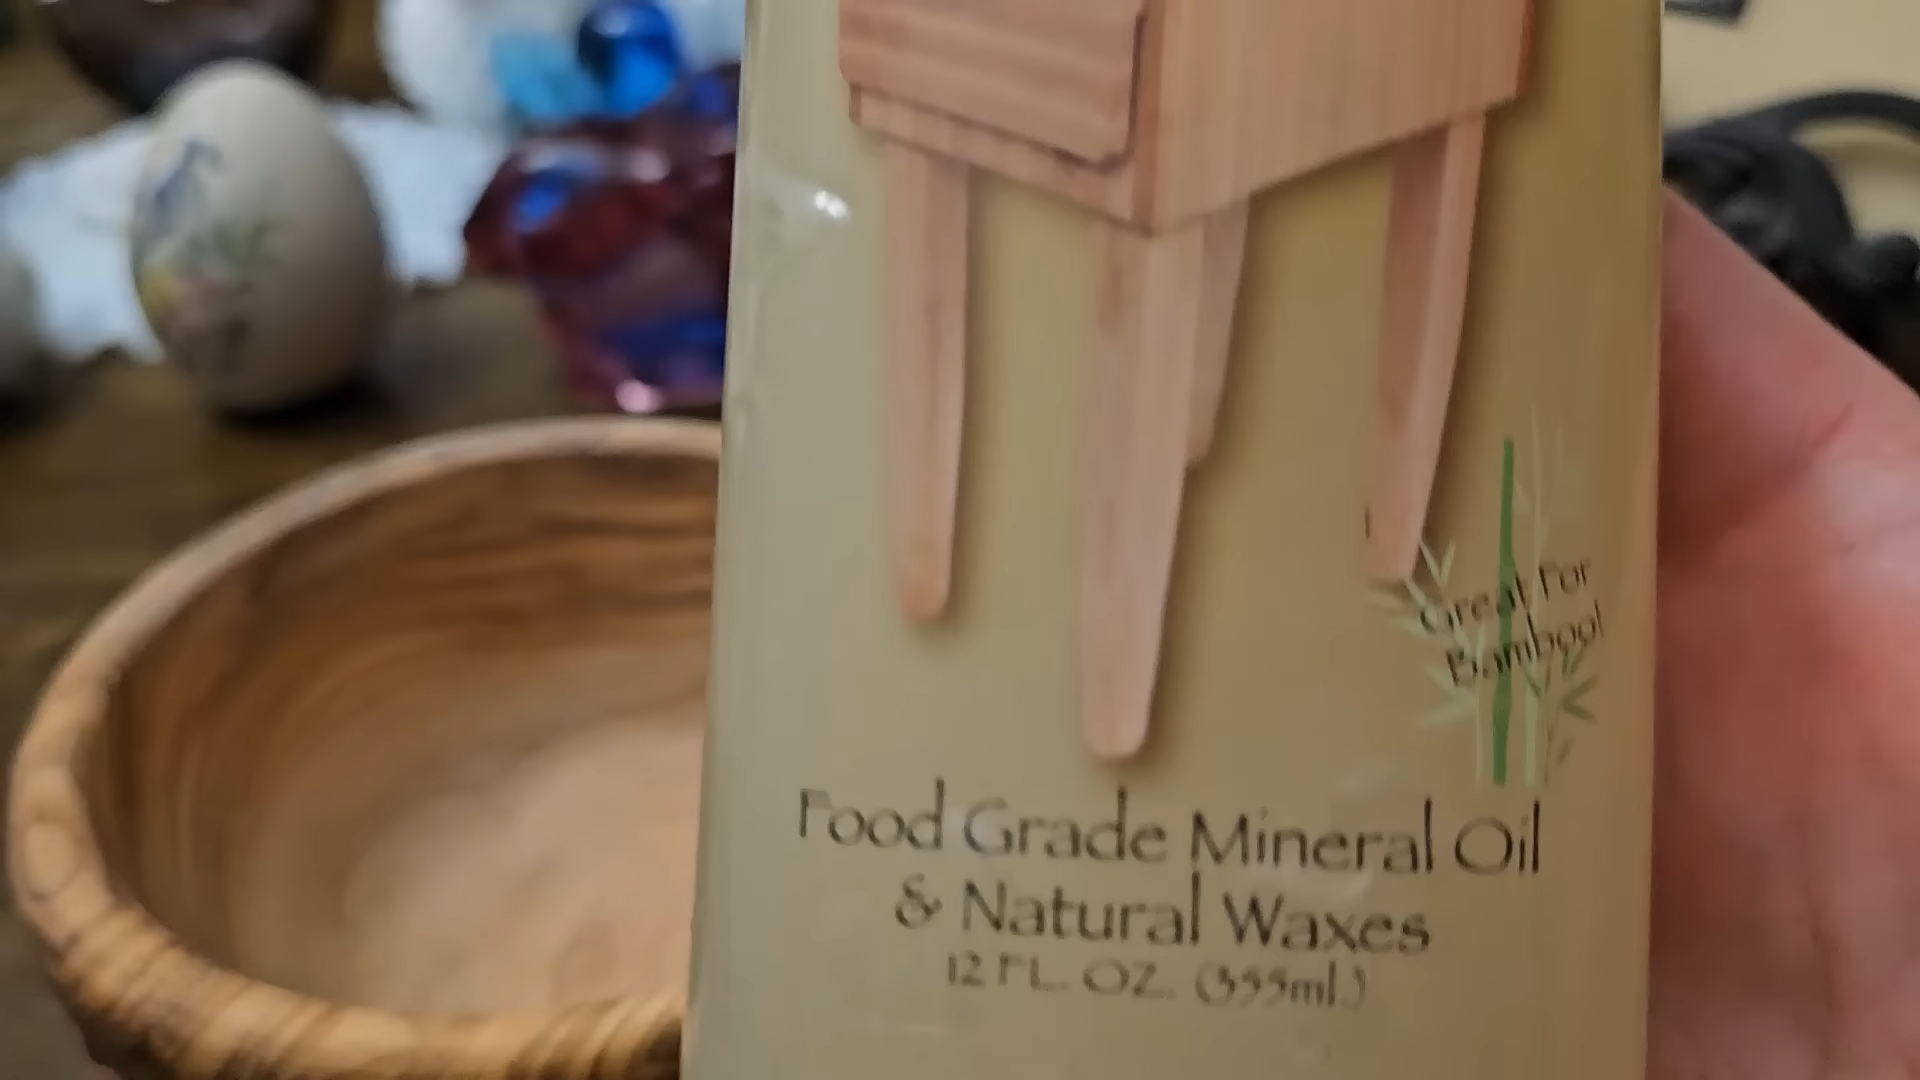 Great For
Bamboo!
Food Grade Mineral Oil
& Natural Waxes
12 FL. OZ. (355ml.)